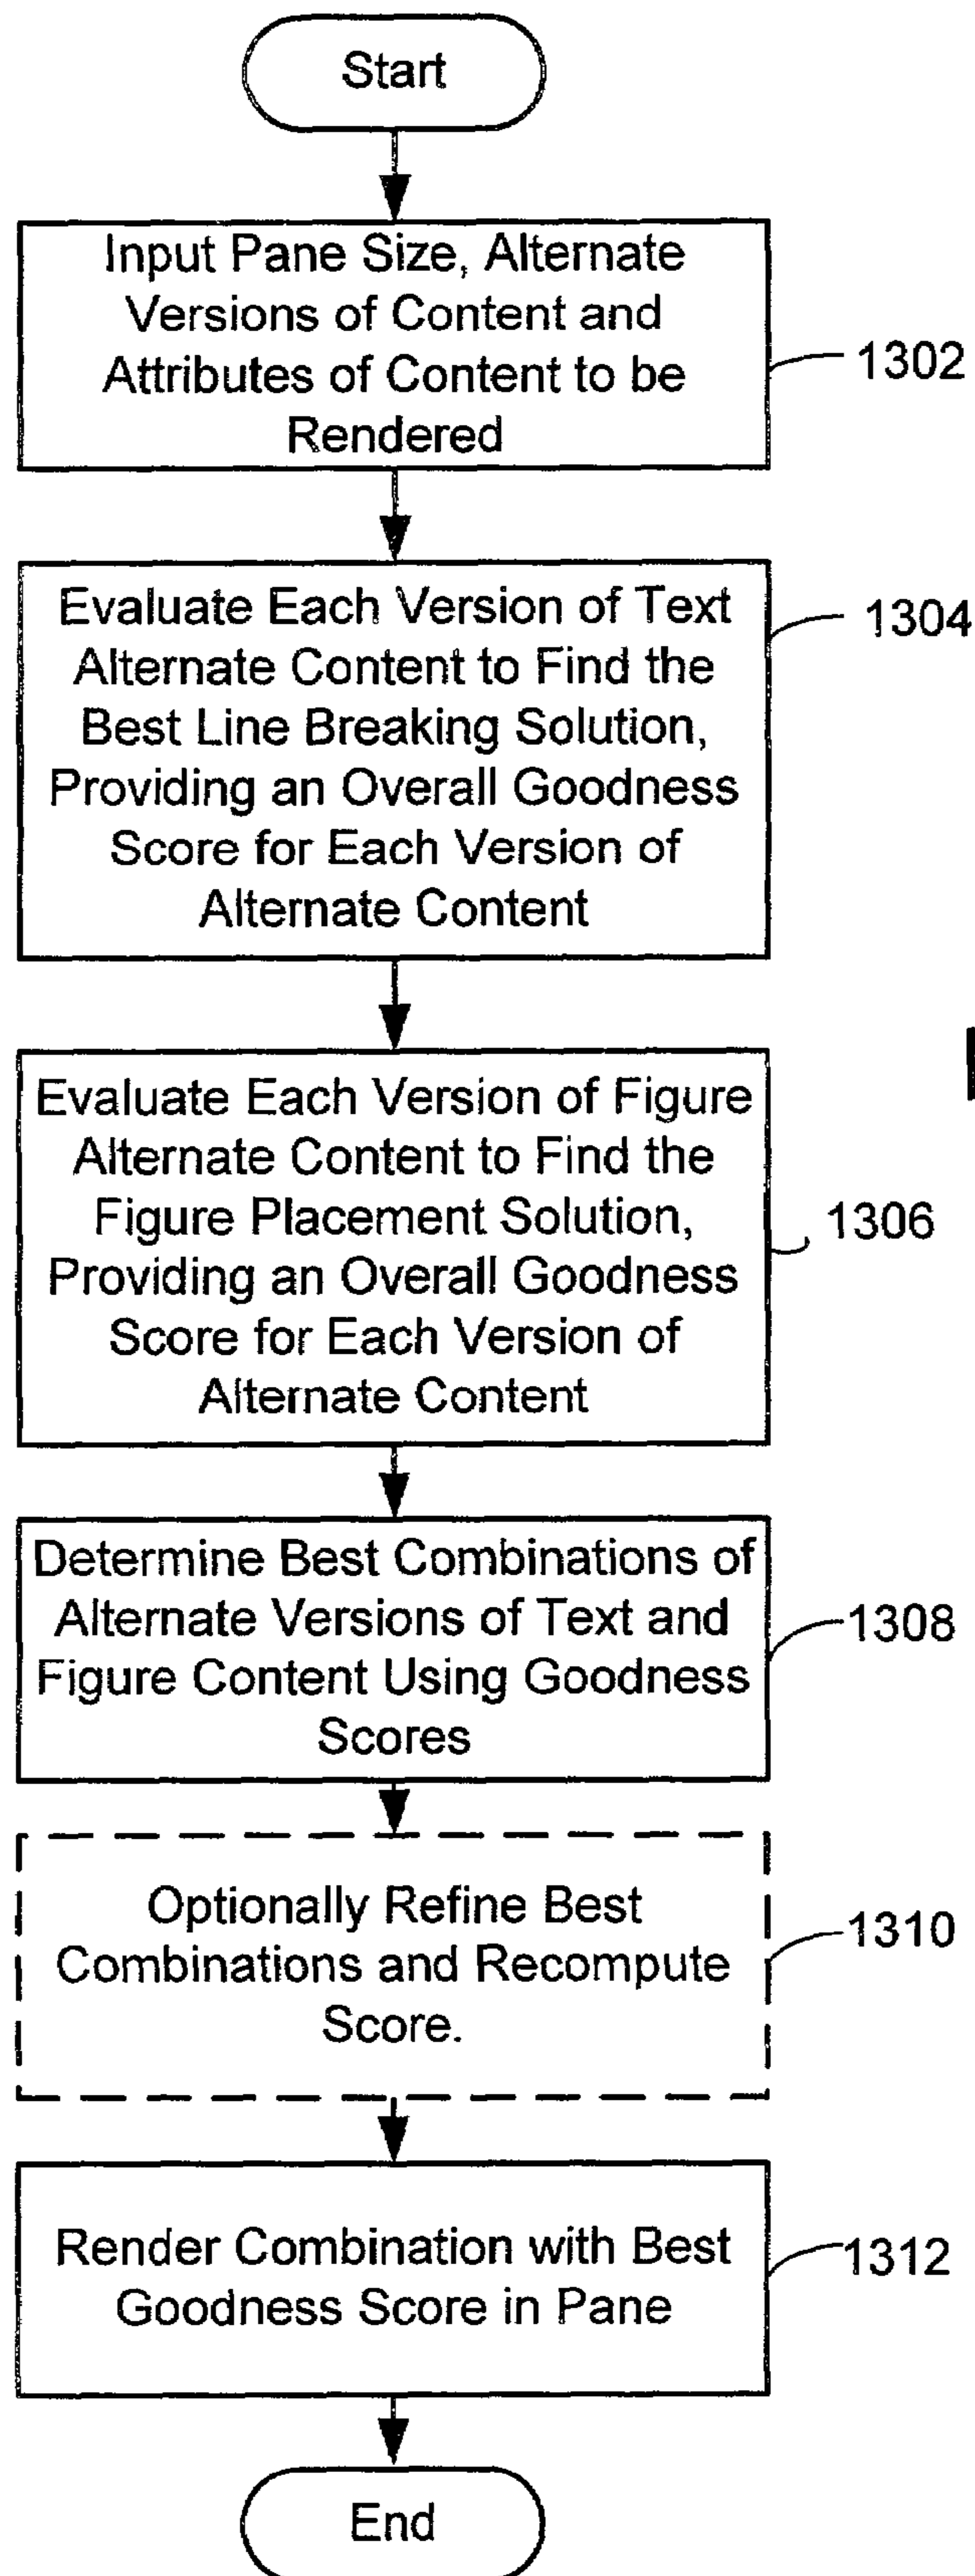 Start
Input Pane Size, Alternate
Versions of Content and
Attributes of Content to be
Rendered
1302
Evaluate Each Version of Text
Alternate Content to Find the
Best Line Breaking Solution,
Providing an Overall Goodness
Score for Each Version of
Alternate Content
1304
Evaluate Each Version of Figure
Alternate Content to Find the
Figure Placement Solution,
Providing an Overall Goodness
Score for Each Version of
Alternate Content
1306
Determine Best Combinations of
Alternate Versions of Text and
Figure Content Using Goodness
Scores
1308
Optionally Refine Best
Combinations and Recompute
Score.
1310
Render Combination with Best
Goodness Score in Pane
1312
End